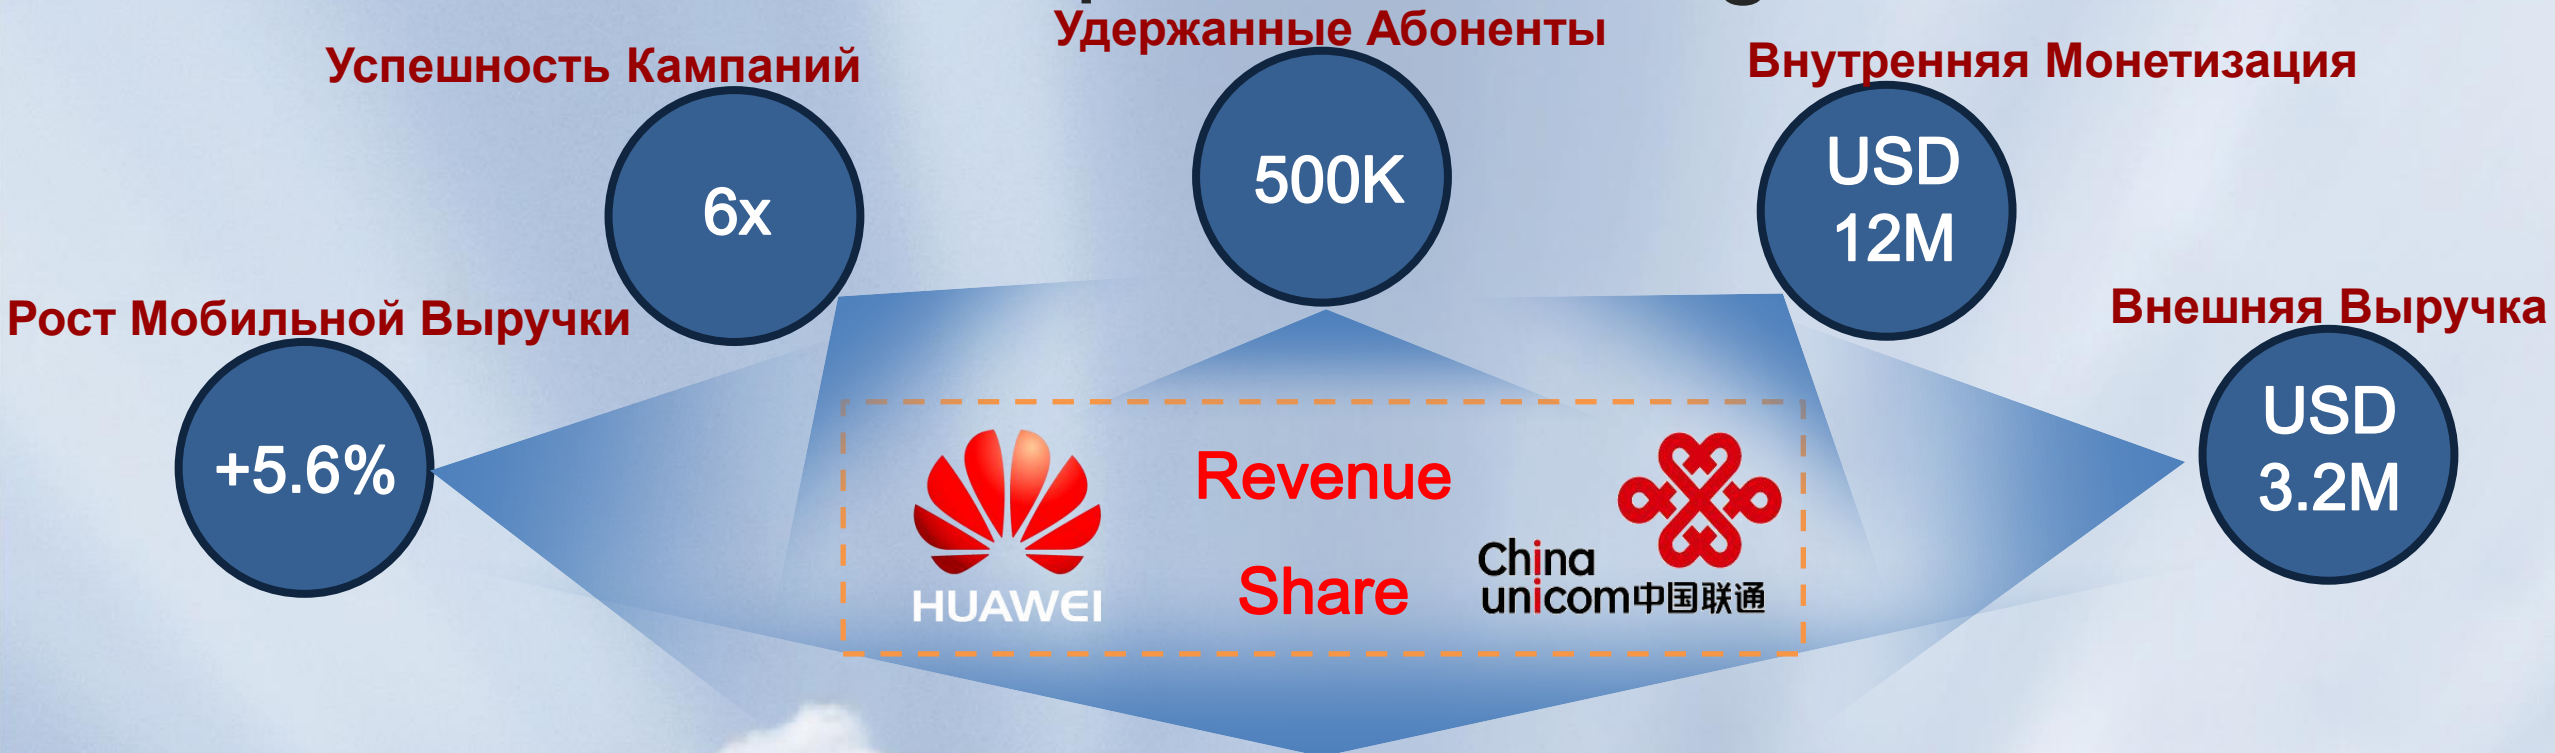 Удержанные Абоненты
Успешность Кампаний
Внутренняя Монетизация
500K
USD
12M
6x
Рост Мобильной Выручки
Внешняя Выручка
+5.6%
USD
3.2M
Revenue
Share
HUAWEI
China
unicom中国联通